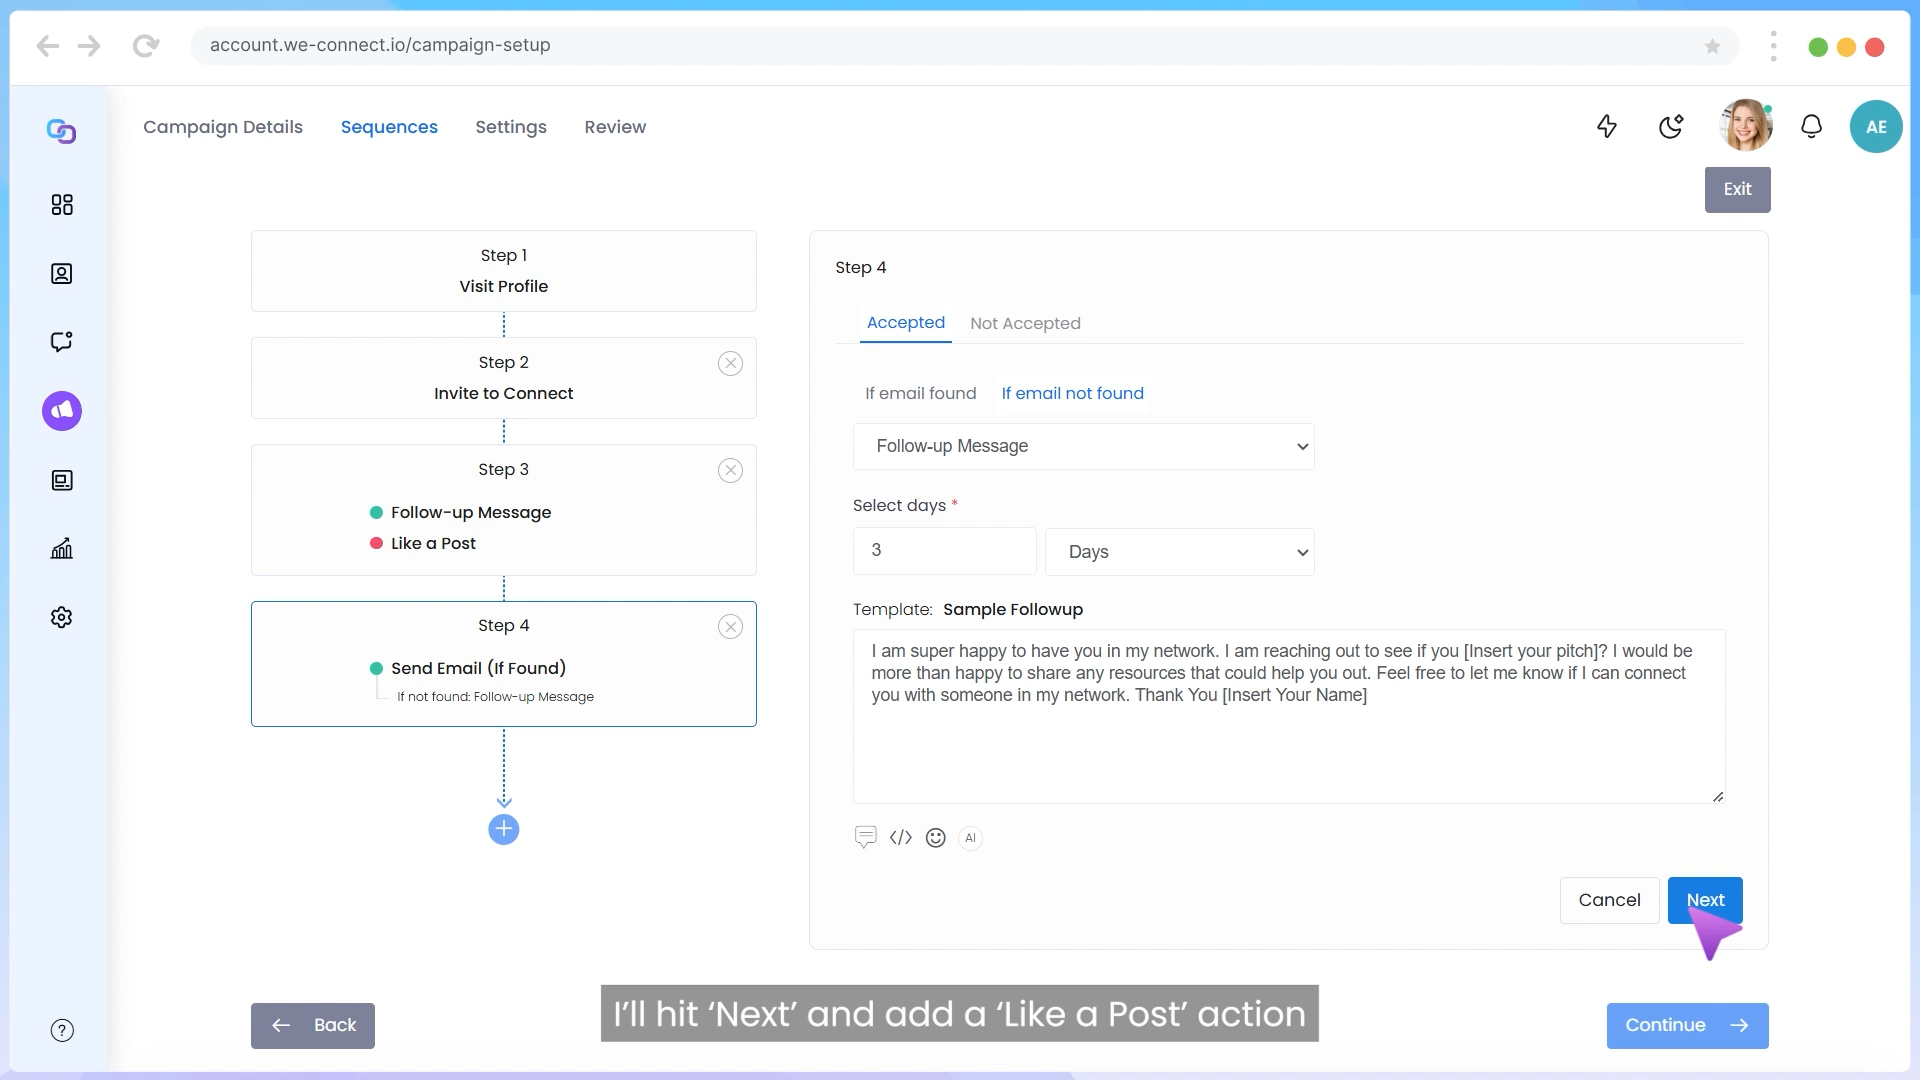 account.we-connect.io/campaign-setup
Campaign Details
Sequences
Settings
Review
AE
Exit
Step 1
Visit Profile
Step 2
Invite to Connect
Step 3
Follow-up Message
Like a Post
Step 4
Send Email (If Found)
If not found: Follow-up Message
Step 4
Accepted
Not Accepted
If email found
If email not found
Follow-up Message
Select days *
3
Days
Template: Sample Followup
I am super happy to have you in my network. I am reaching out to see if you [Insert your pitch]? I would be
more than happy to share any resources that could help you out. Feel free to let me know if I can connect
you with someone in my network. Thank You [Insert Your Name]
AI
Cancel
Next
Back
I’ll hit ‘Next’ and add a ‘Like a Post’ action
Continue